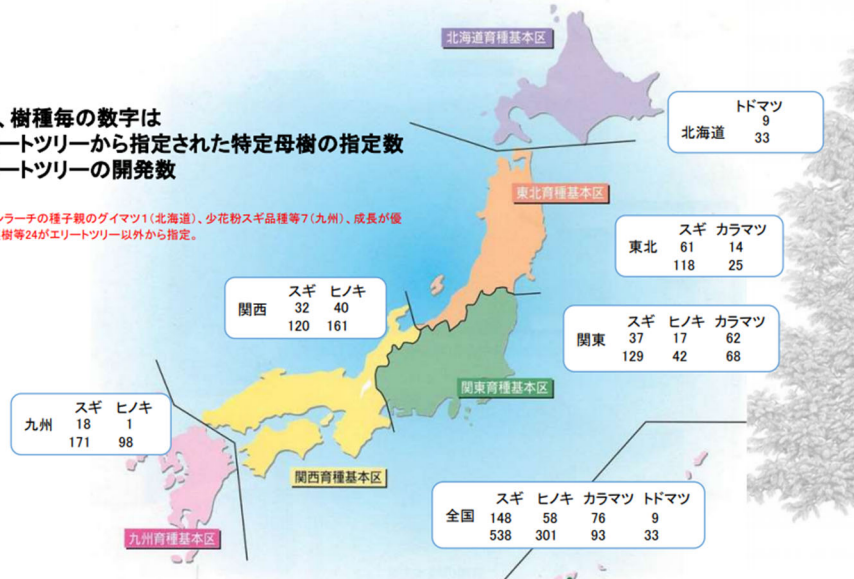 北海道育種基本区
、樹種毎の数字は
ートツリーから指定された特定母樹の指定数
ートツリーの開発数
ラーチの種子親のグイマツ1(北海道)、少花粉スギ品種等7(九州)、成長が優
樹等24がエリートツリー以外から指定。
トドマツ
北海道 9
33
東北育種基本区
スギ カラマツ
東北 61 14
118 25
スギ ヒノキ
関西 32 40
120 161
スギ ヒノキ カラマツ
関東 37 17 62
129 42 68
関東育種基本区
スギ ヒノキ
九州 18 1
171 98
関西育種基本区
スギ ヒノキ カラマツ トドマツ
全国 148 58 76 9
538 301 93 33
九州育種基本区